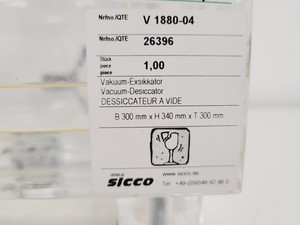 Nr/no./QTE V 1880-04
Nr/no./QTE 26396
Stück
piece 1,00
piece
Vakuum-Exsikkator
Vacuum-Desiccator
DESSICCATEUR A VIDE
B 300 mm x H 340 mm x T 300 mm
sicco
www.sicco.de